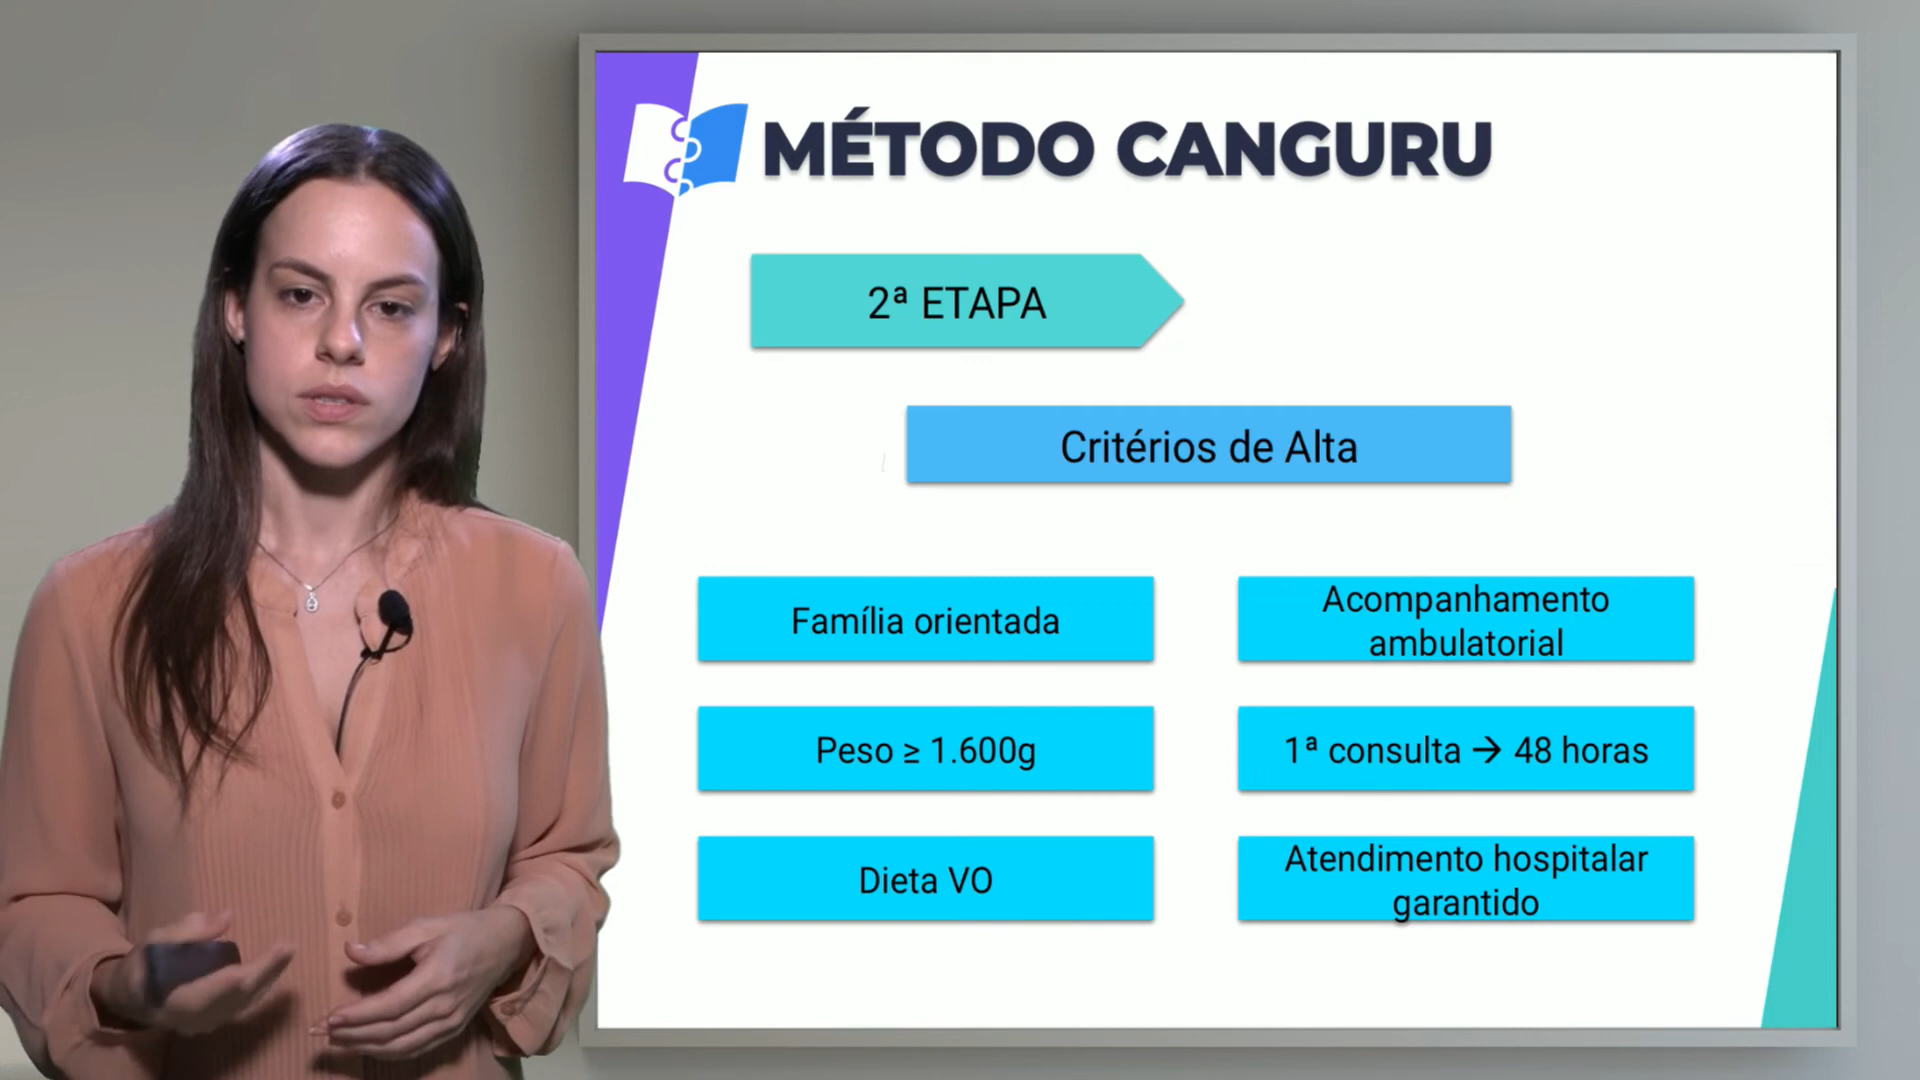 MÉTODO CANGURU
2ª ETAPA
Critérios de Alta
Família orientada
Acompanhamento
ambulatorial
Peso ≥ 1.600g
1ª consulta → 48 horas
Dieta VO
Atendimento hospitalar
garantido